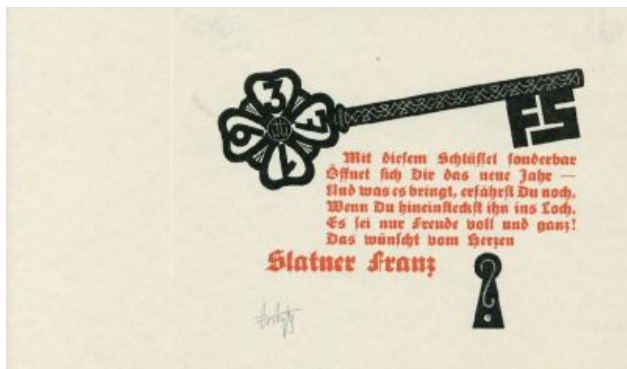 FS
Mit diesem Schlüssel sonderbar
Öffnet sich Dir das neue Jahr —
Und was es bringt, erfährst Du noch,
Wenn Du hineinsteckst ihn ins Loch.
Es sei nur Freude voll und ganz!
Das wünscht vom Herzen
Slatner Franz